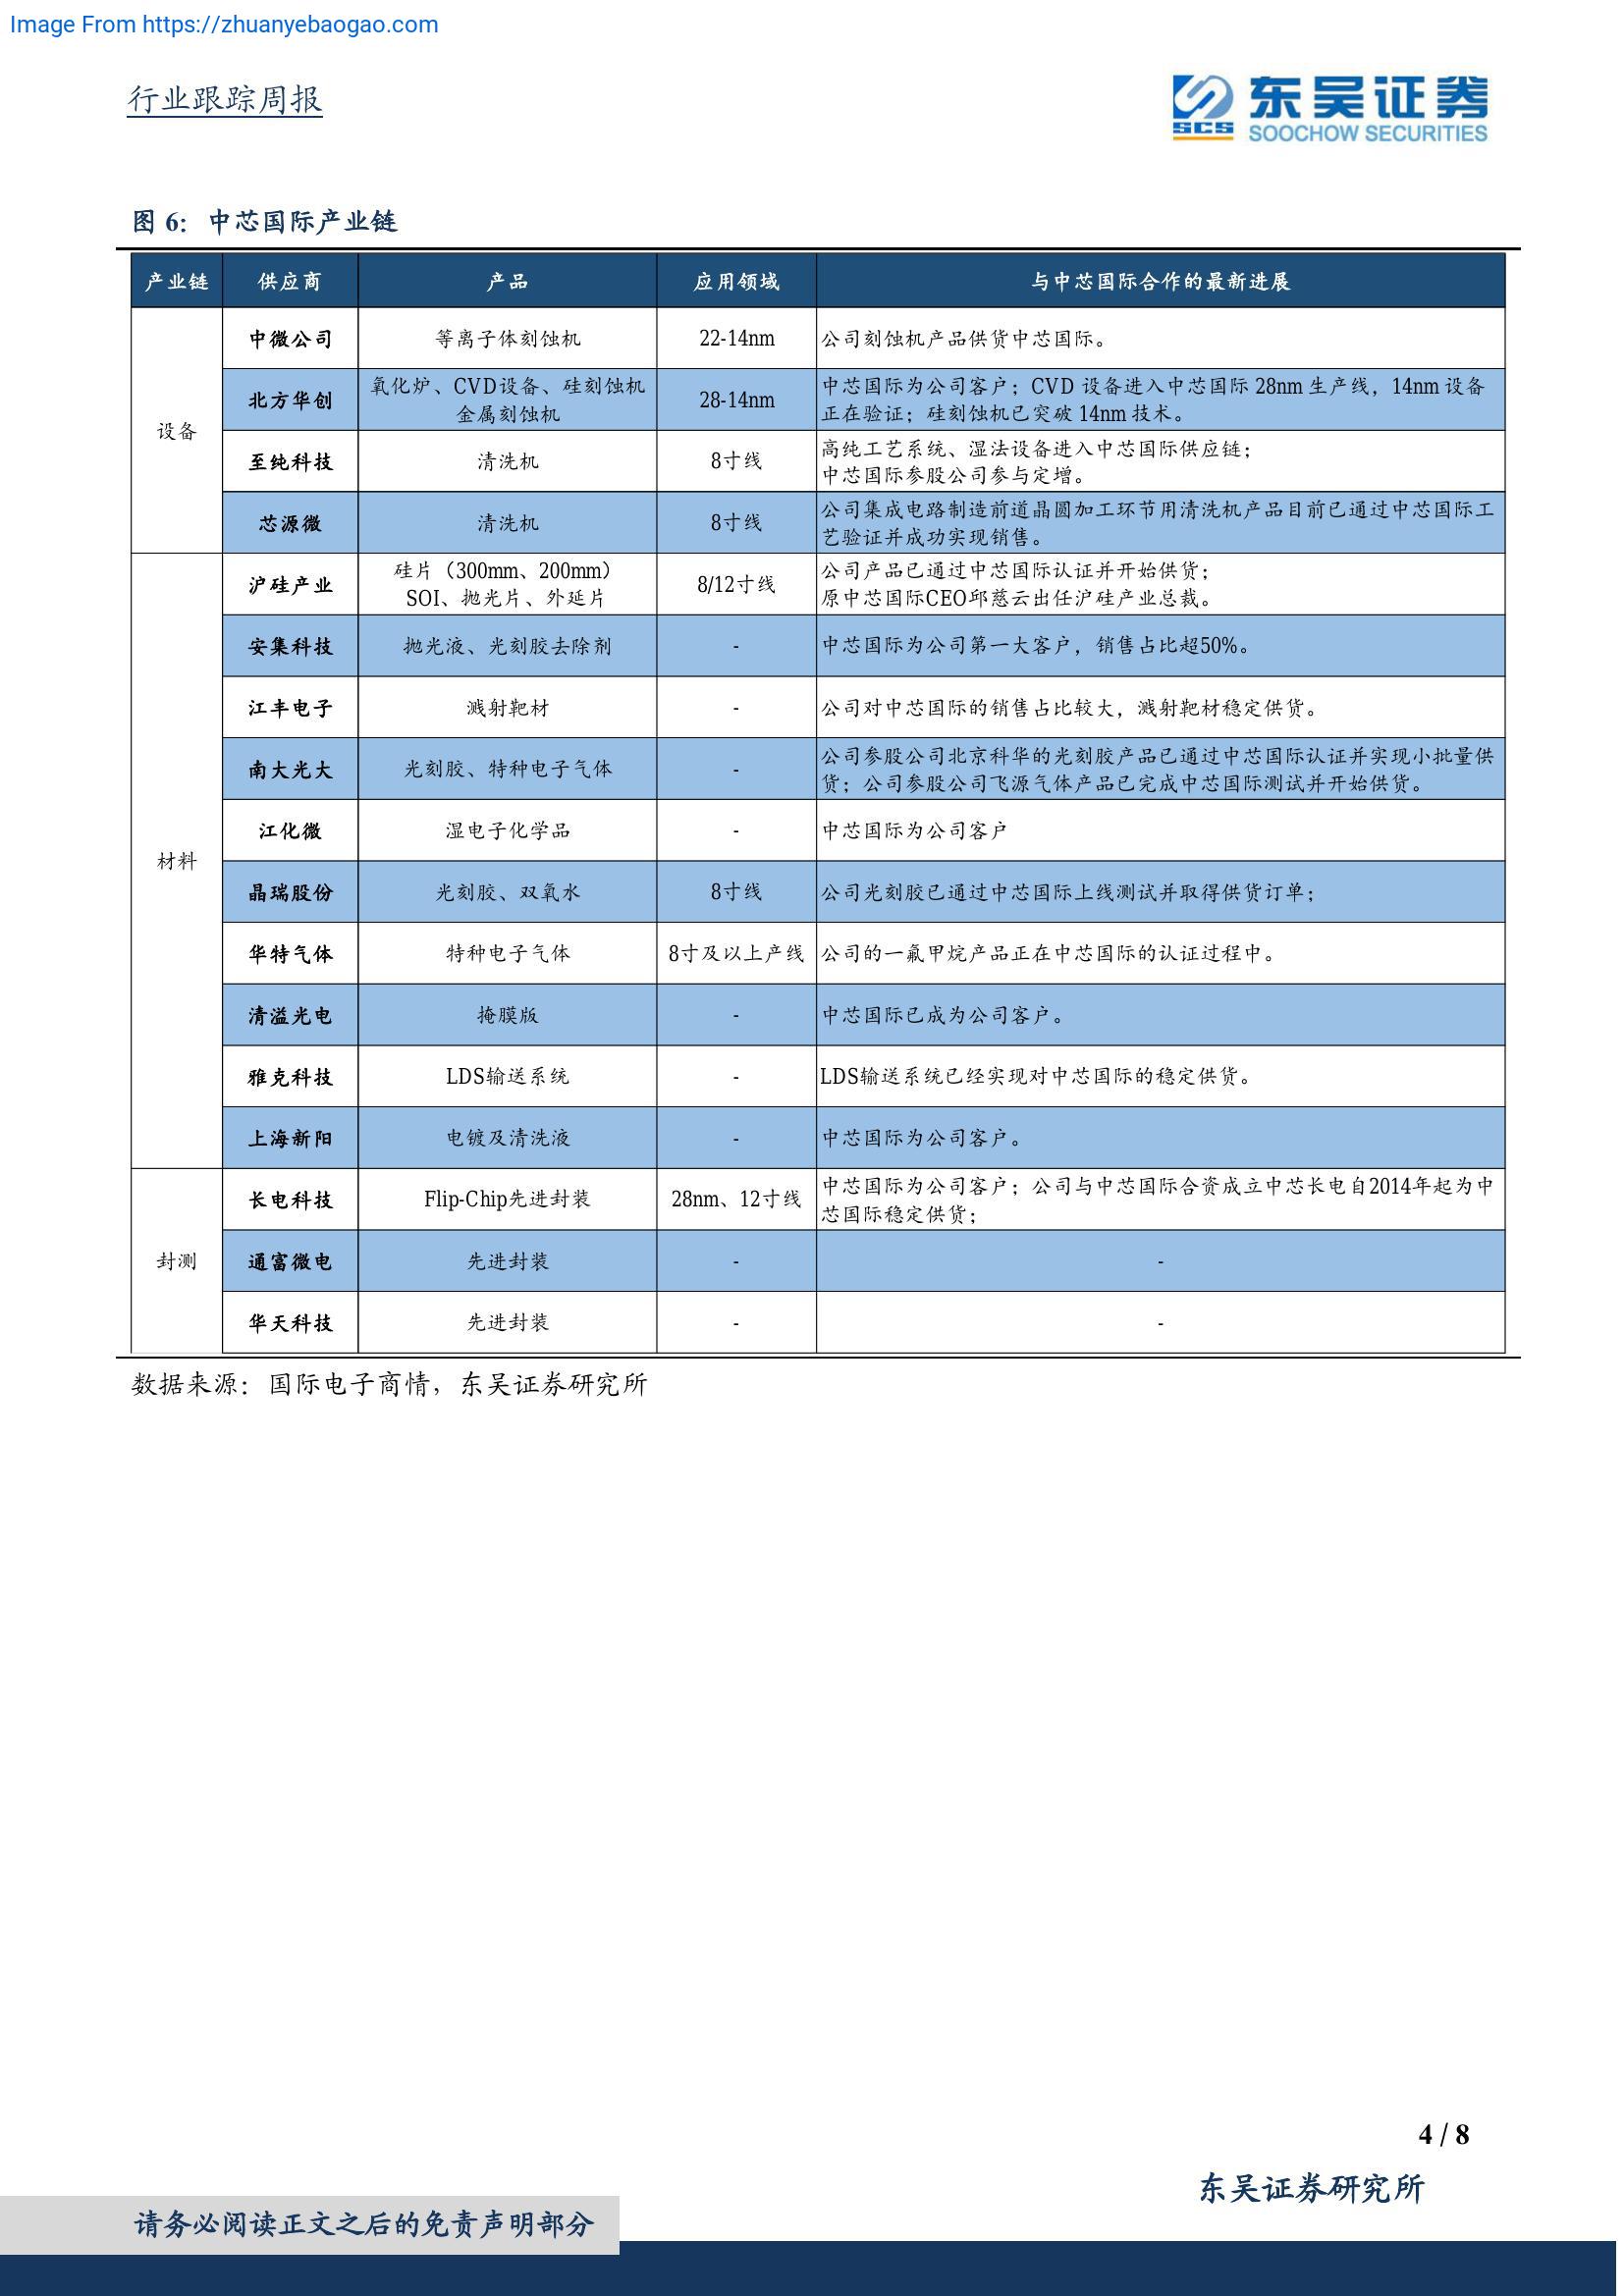 Image From https://zhuanyebaogao.com
行业跟踪周报
SCS
东吴证券
SOOCHOW SECURITIES
图 6：中芯国际产业链
产业链 供应商 产品 应用领域 与中芯国际合作的最新进展
设备
中微公司 等离子体刻蚀机 22-14nm 公司刻蚀机产品供货中芯国际。
北方华创
氧化炉、CVD设备、硅刻蚀机
金属刻蚀机
28-14nm
中芯国际为公司客户；CVD 设备进入中芯国际 28nm 生产线，14nm 设备
正在验证；硅刻蚀机已突破 14nm 技术。
至纯科技 清洗机 8寸线
高纯工艺系统、湿法设备进入中芯国际供应链；
中芯国际参股公司参与定增。
芯源微 清洗机 8寸线
公司集成电路制造前道晶圆加工环节用清洗机产品目前已通过中芯国际工
艺验证并成功实现销售。
材料
沪硅产业
硅片（300mm、200mm）
SOI、抛光片、外延片
8/12寸线
公司产品已通过中芯国际认证并开始供货；
原中芯国际CEO邱慈云出任沪硅产业总裁。
安集科技 抛光液、光刻胶去除剂 - 中芯国际为公司第一大客户，销售占比超50%。
江丰电子 溅射靶材 - 公司对中芯国际的销售占比较大，溅射靶材稳定供货。
南大光大 光刻胶、特种电子气体 -
公司参股公司北京科华的光刻胶产品已通过中芯国际认证并实现小批量供
货；公司参股公司飞源气体产品已完成中芯国际测试并开始供货。
江化微 湿电子化学品 - 中芯国际为公司客户
晶瑞股份 光刻胶、双氧水 8寸线 公司光刻胶已通过中芯国际上线测试并取得供货订单；
华特气体 特种电子气体 8寸及以上产线 公司的一氟甲烷产品正在中芯国际的认证过程中。
清溢光电 掩膜版 - 中芯国际已成为公司客户。
雅克科技 LDS输送系统 - LDS输送系统已经实现对中芯国际的稳定供货。
上海新阳 电镀及清洗液 - 中芯国际为公司客户。
封测
长电科技 Flip-Chip先进封装 28nm、12寸线
中芯国际为公司客户；公司与中芯国际合资成立中芯长电自2014年起为中
芯国际稳定供货；
通富微电 先进封装 - -
华天科技 先进封装 - -
数据来源：国际电子商情，东吴证券研究所
4 / 8
东吴证券研究所
请务必阅读正文之后的免责声明部分